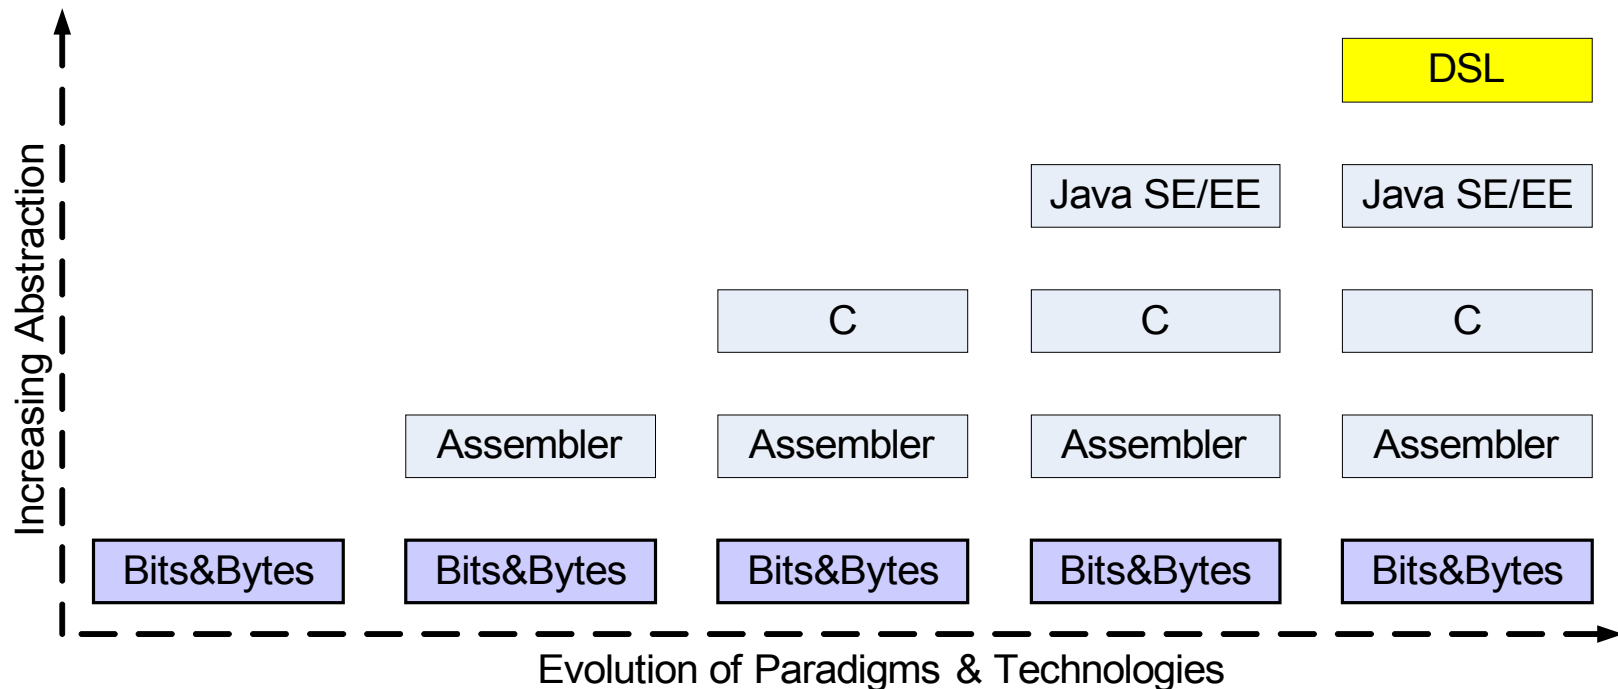 DSL
Java SE/EE
Java SE/EE
C
C
C
Assembler
Assembler
Assembler
Assembler
Bits&Bytes
Bits&Bytes
Bits&Bytes
Bits&Bytes
Bits&Bytes
Increasing Abstraction
Evolution of Paradigms & Technologies